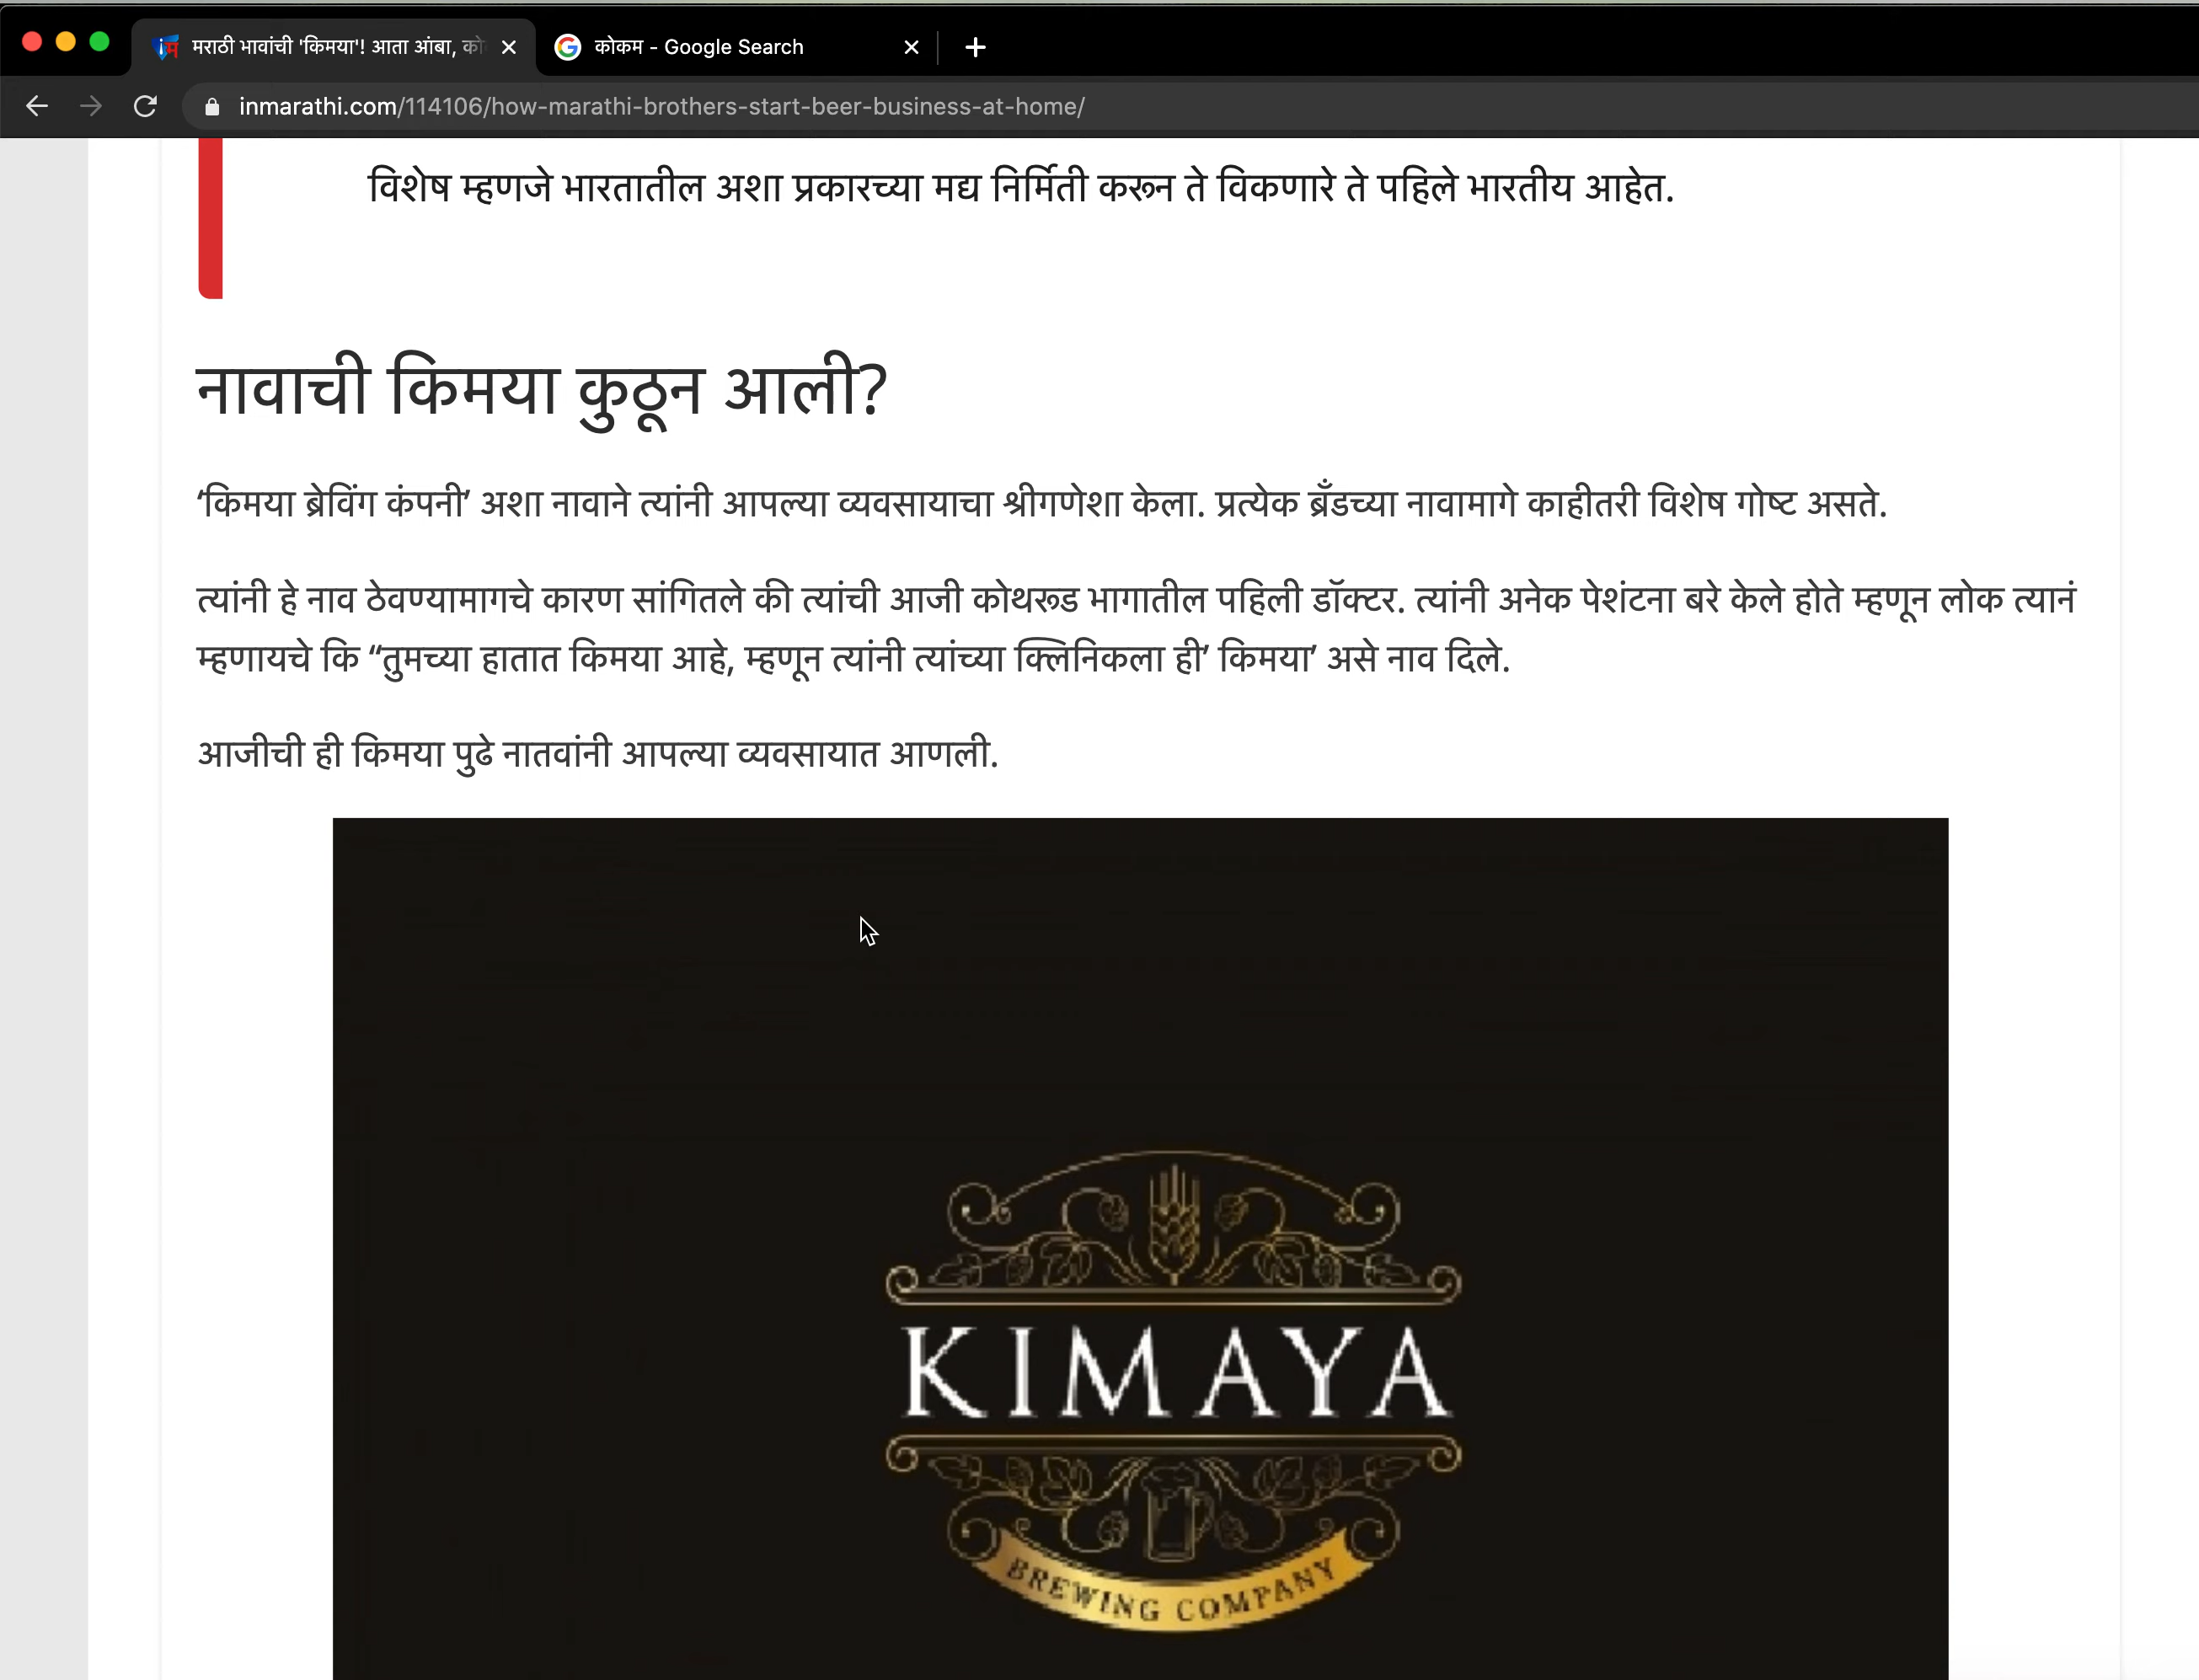 मराठी भावांची 'किमया'! आता आंबा, को
कोकम - Google Search
inmarathi.com/114106/how-marathi-brothers-start-beer-business-at-home/
विशेष म्हणजे भारतातील अशा प्रकारच्या मद्य निर्मिती करून ते विकणारे ते पहिले भारतीय आहेत.
नावाची किमया कुठून आली?
‘किमया ब्रेविंग कंपनी’ अशा नावाने त्यांनी आपल्या व्यवसायाचा श्रीगणेशा केला. प्रत्येक ब्रँडच्या नावामागे काहीतरी विशेष गोष्ट असते.
त्यांनी हे नाव ठेवण्यामागचे कारण सांगितले की त्यांची आजी कोथरूड भागातील पहिली डॉक्टर. त्यांनी अनेक पेशंटना बरे केले होते म्हणून लोक त्यानं
म्हणायचे कि “तुमच्या हातात किमया आहे, म्हणून त्यांनी त्यांच्या क्लिनिकला ही’ किमया’ असे नाव दिले.
आजीची ही किमया पुढे नातवांनी आपल्या व्यवसायात आणली.
KIMAYA
BREWING COMPANY